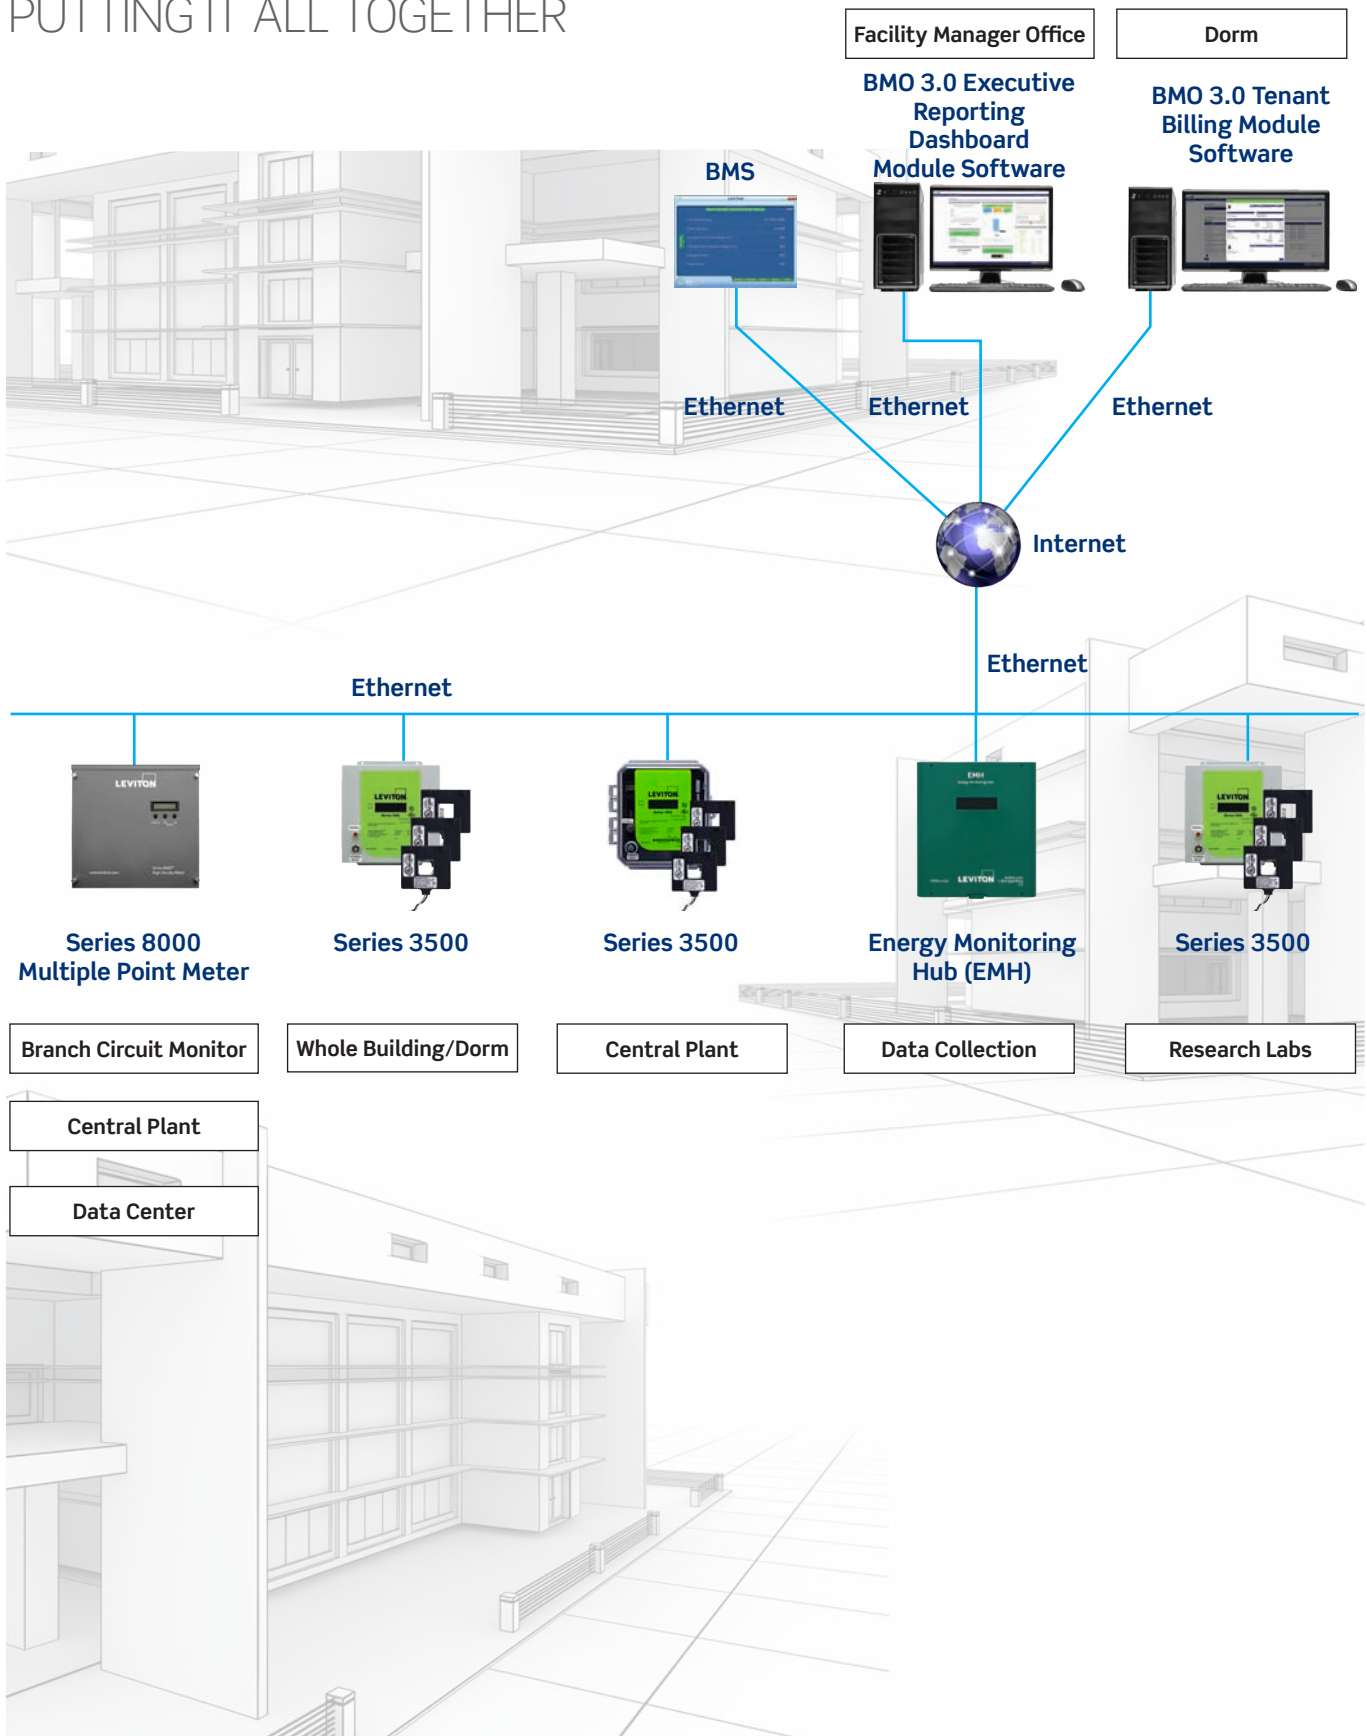 PUTTING IT ALL TOGETHER
Facility Manager Office
Dorm
BMO 3.0 Executive
Reporting
Dashboard
Module Software
BMO 3.0 Tenant
Billing Module
Software
BMS
Ethernet
Ethernet
Ethernet
Internet
Ethernet
Ethernet
LEVITON
LEVITON
LEVITON
EMH
LEVITON
LEVITON
Series 8000
Multiple Point Meter
Series 3500
Series 3500
Energy Monitoring
Hub (EMH)
Series 3500
Branch Circuit Monitor
Whole Building/Dorm
Central Plant
Data Collection
Research Labs
Central Plant
Data Center